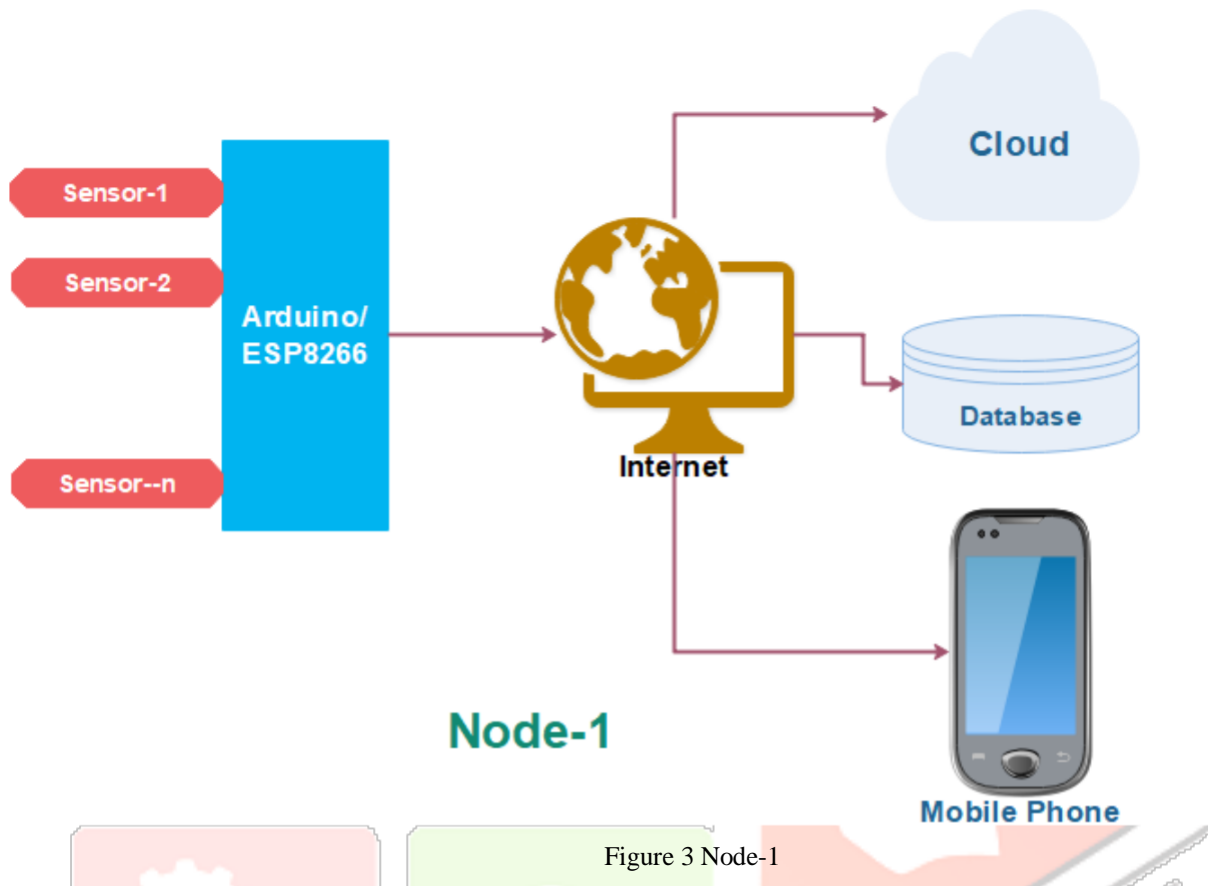 Cloud
Sensor-1
Sensor-2
Arduino/
ESP8266
Database
Internet
Sensor--n
Node-1
Mobile Phone
Figure 3 Node-1